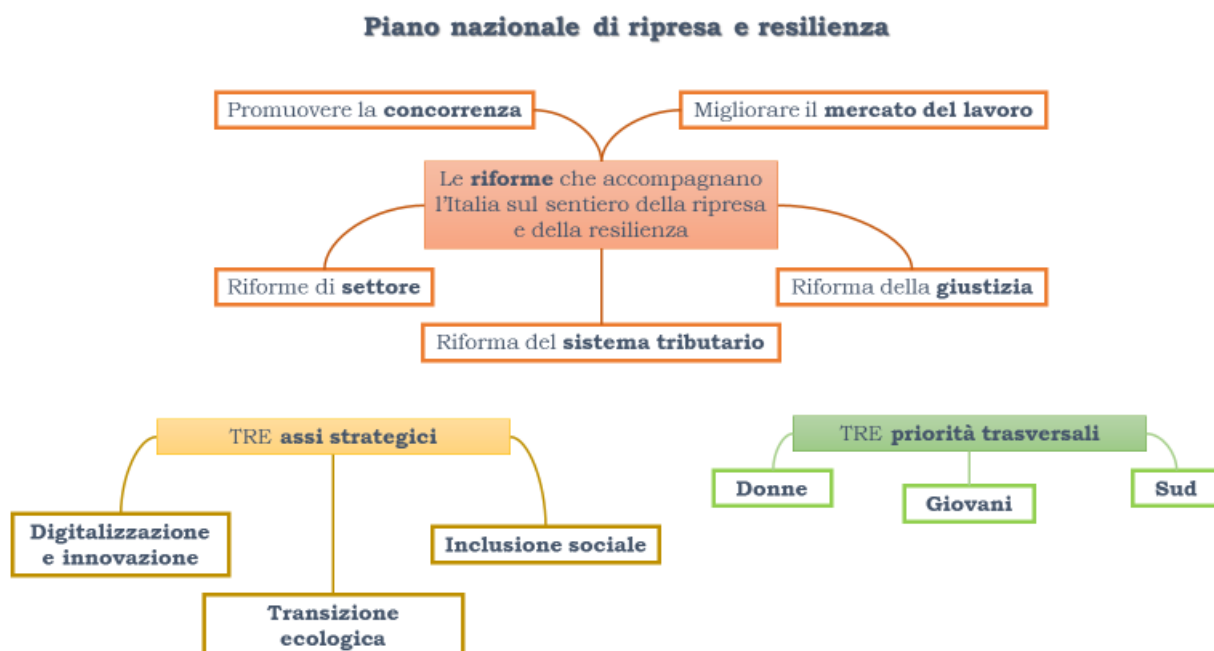 Piano nazionale di ripresa e resilienza
Promuovere la concorrenza
Migliorare il mercato del lavoro
Le riforme che accompagnano
l'Italia sul sentiero della ripresa
e della resilienza
Riforme di settore
Riforma della giustizia
Riforma del sistema tributario
TRE assi strategici
Digitalizzazione
e innovazione
Inclusione sociale
Transizione
ecologica
TRE priorità trasversali
Donne
Giovani
Sud